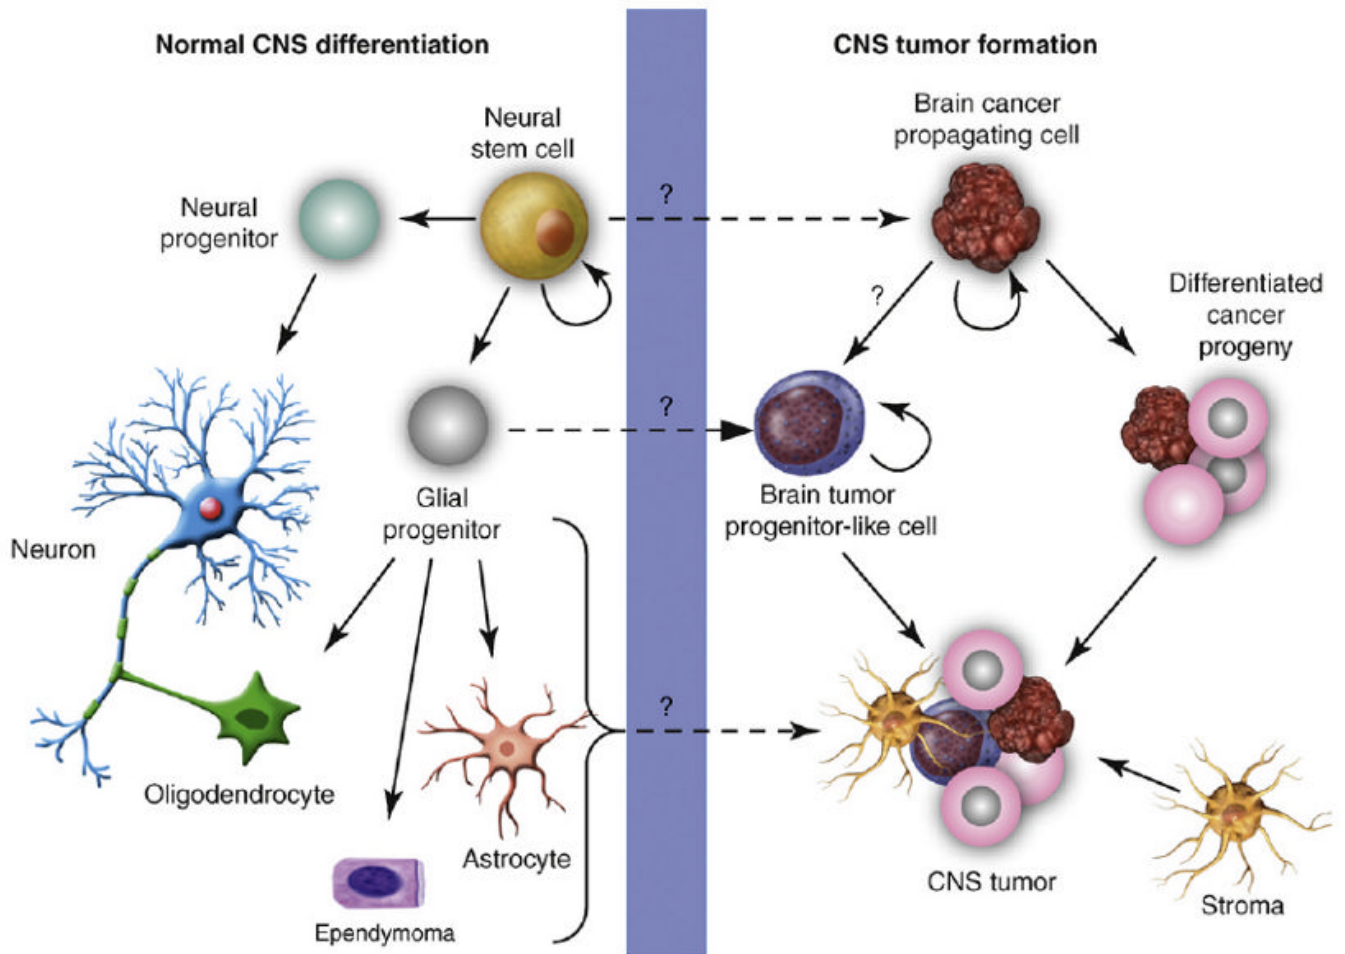 Normal CNS differentiation
CNS tumor formation
Neural
stem cell
Brain cancer
propagating cell
Neural
progenitor
?
?
Differentiated
cancer
progeny
?
Glial
progenitor
Brain tumor
progenitor-like cell
Neuron
?
Oligodendrocyte
Astrocyte
Ependymoma
CNS tumor
Stroma